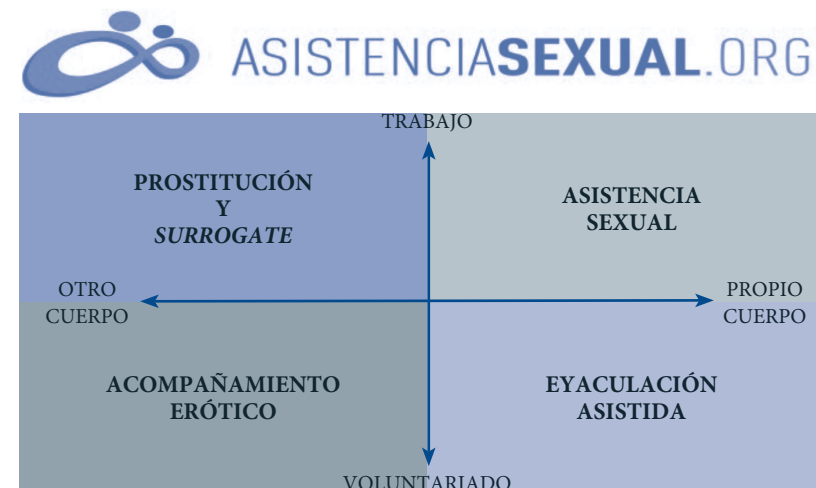 ASISTENCIASEXUAL.ORG
TRABAJO
PROSTITUCIÓN
Y
SURROGATE
ASISTENCIA
SEXUAL
OTRO
CUERPO
PROPIO
CUERPO
ACOMPAÑAMIENTO
ERÓTICO
EYACULACIÓN
ASISTIDA
VOLUNTARIADO